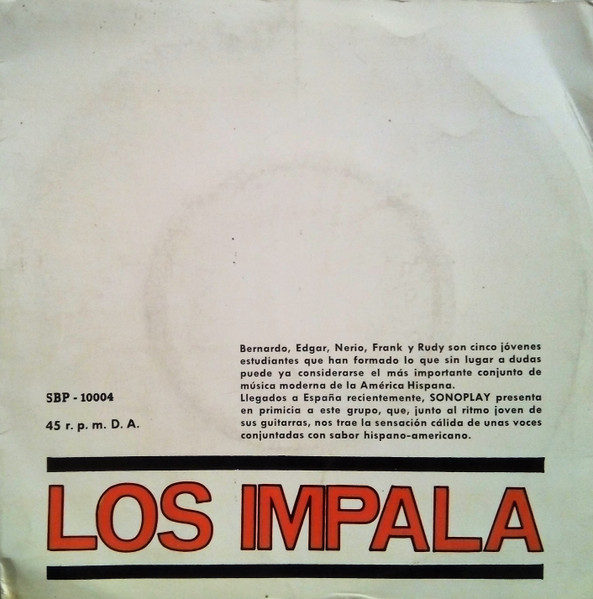 Bernardo, Edgar, Nerio, Frank y Rudy son cinco jóvenes
estudiantes que han formado lo que sin lugar a dudas
puede ya considerarse el más importante conjunto de
música moderna de la América Hispana.
Llegados a España recientemente, SONOPLAY presenta
en primicia a este grupo, que, junto al ritmo joven de
sus guitarras, nos trae la sensación cálida de unas voces
conjuntadas con sabor hispano-americano.
SBP - 10004
45 r. p. m. D. A.
LOS IMPALA